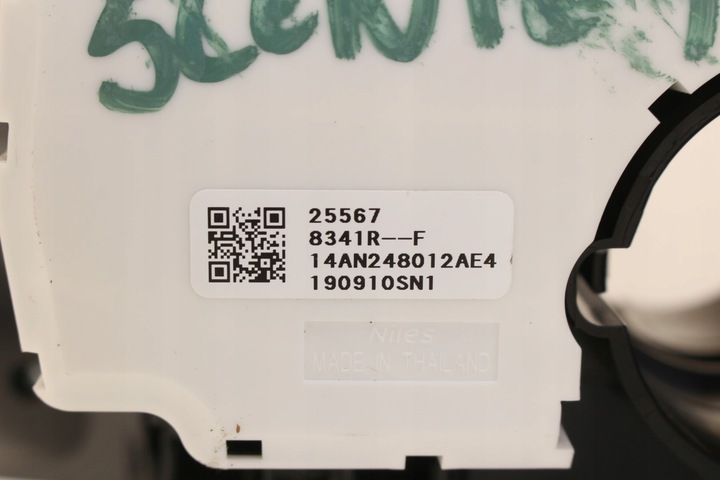 25567
8341R--F
14AN248012AE4
190910SN1
Niles
MADE IN THAILAND